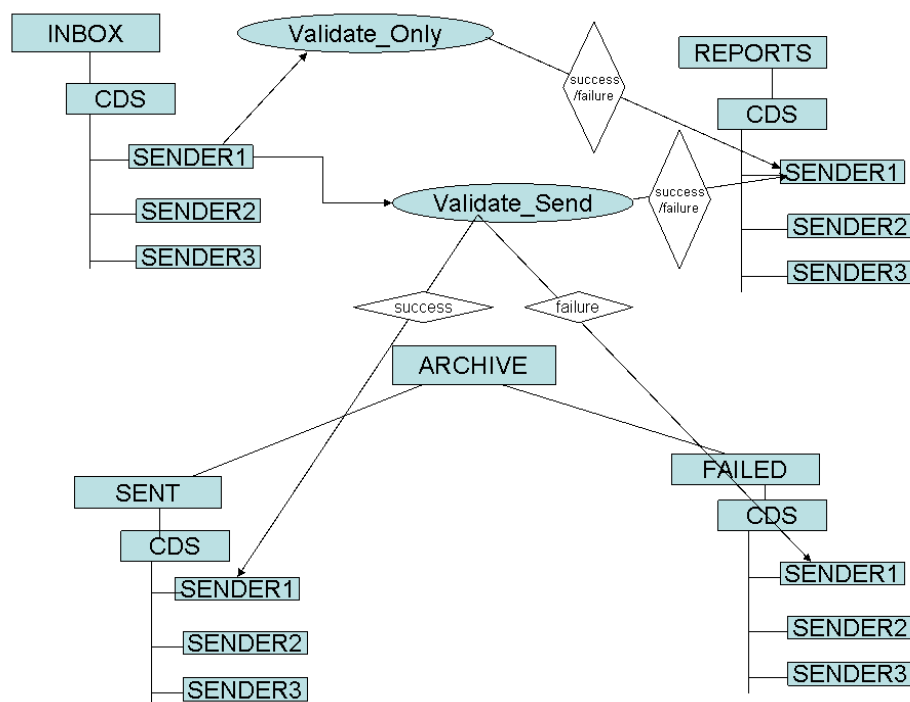 INBOX
Validate_Only
REPORTS
success
/failure
CDS
CDS
SENDER1
SENDER1
success
/failure
SENDER2
Validate_Send
SENDER2
SENDER3
SENDER3
success
failure
ARCHIVE
FAILED
SENT
CDS
CDS
SENDER1
SENDER1
SENDER2
SENDER2
SENDER3
SENDER3